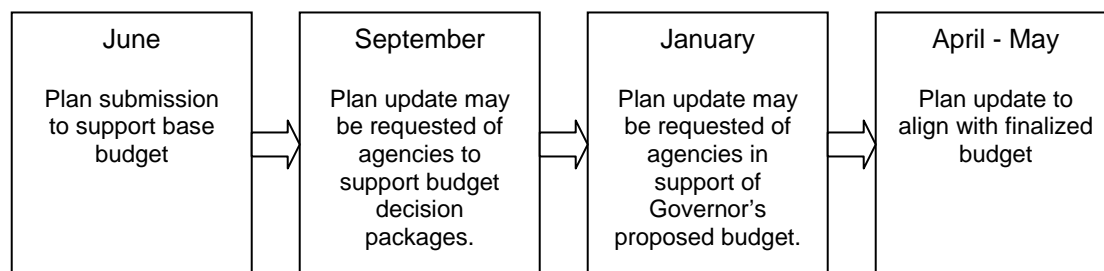 June
Plan submission
to support base
budget
September
Plan update may
be requested of
agencies to
support budget
decision
packages.
January
Plan update may
be requested of
agencies in
support of
Governor’s
proposed budget.
April - May
Plan update to
align with finalized
budget